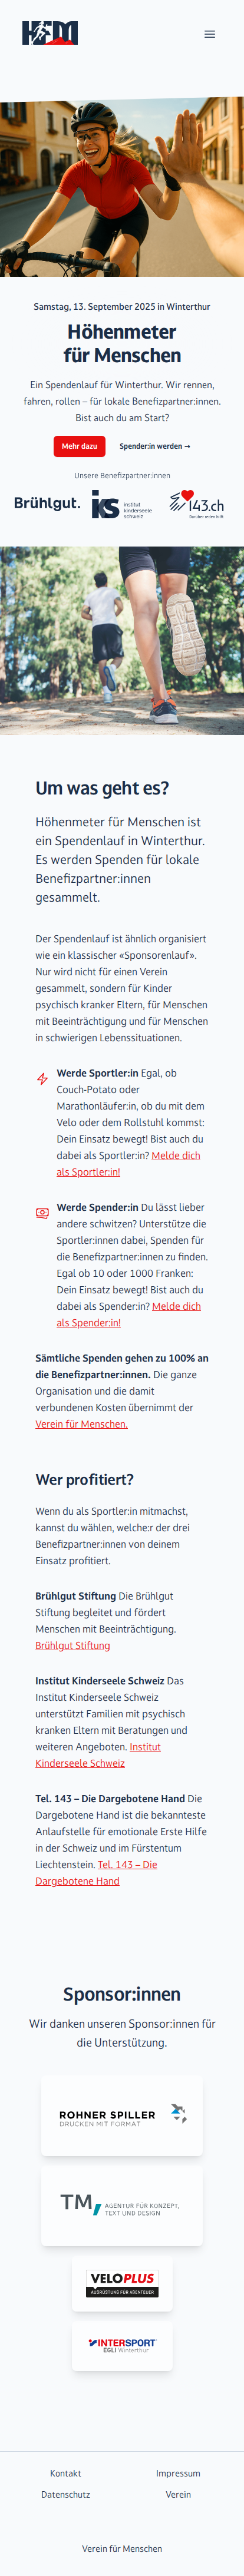 HFM
Samstag, 13. September 2025 in Winterthur
Höhenmeter
für Menschen
Ein Spendenlauf für Winterthur. Wir rennen,
fahren, rollen – für lokale Benefizpartner:innen.
Bist auch du am Start?
Mehr dazu
Spender:in werden →
Unsere Benefizpartner:innen
Brühlgut.
iks institut
kinderseele
schweiz
143.ch
Darüber reden hilft
Um was geht es?
Höhenmeter für Menschen ist
ein Spendenlauf in Winterthur.
Es werden Spenden für lokale
Benefizpartner:innen
gesammelt.
Der Spendenlauf ist ähnlich organisiert
wie ein klassischer «Sponsorenlauf».
Nur wird nicht für einen Verein
gesammelt, sondern für Kinder
psychisch kranker Eltern, für Menschen
mit Beeinträchtigung und für Menschen
in schwierigen Lebenssituationen.
Werde Sportler:in Egal, ob
Couch-Potato oder
Marathonläufer:in, ob du mit dem
Velo oder dem Rollstuhl kommst:
Dein Einsatz bewegt! Bist auch du
dabei als Sportler:in? Melde dich
als Sportler:in!
Werde Spender:in Du lässt lieber
andere schwitzen? Unterstütze die
Sportler:innen dabei, Spenden für
die Benefizpartner:innen zu finden.
Egal ob 10 oder 1000 Franken:
Dein Einsatz bewegt! Bist auch du
dabei als Spender:in? Melde dich
als Spender:in!
Sämtliche Spenden gehen zu 100% an
die Benefizpartner:innen. Die ganze
Organisation und die damit
verbundenen Kosten übernimmt der
Verein für Menschen.
Wer profitiert?
Wenn du als Sportler:in mitmachst,
kannst du wählen, welche:r der drei
Benefizpartner:innen von deinem
Einsatz profitiert.
Brühlgut Stiftung Die Brühlgut
Stiftung begleitet und fördert
Menschen mit Beeinträchtigung.
Brühlgut Stiftung
Institut Kinderseele Schweiz Das
Institut Kinderseele Schweiz
unterstützt Familien mit psychisch
kranken Eltern mit Beratungen und
weiteren Angeboten. Institut
Kinderseele Schweiz
Tel. 143 – Die Dargebotene Hand Die
Dargebotene Hand ist die bekannteste
Anlaufstelle für emotionale Erste Hilfe
in der Schweiz und im Fürstentum
Liechtenstein. Tel. 143 – Die
Dargebotene Hand
Sponsor:innen
Wir danken unseren Sponsor:innen für
die Unterstützung.
ROHNER SPILLER
DRUCKEN MIT FORMAT
TM, AGENTUR FÜR KONZEPT,
TEXT UND DESIGN
VELOPLUS
AUSRÜSTUNG FÜR ABENTEUER
INTERSPORT
EGLI Winterthur
Kontakt
Impressum
Datenschutz
Verein
Verein für Menschen